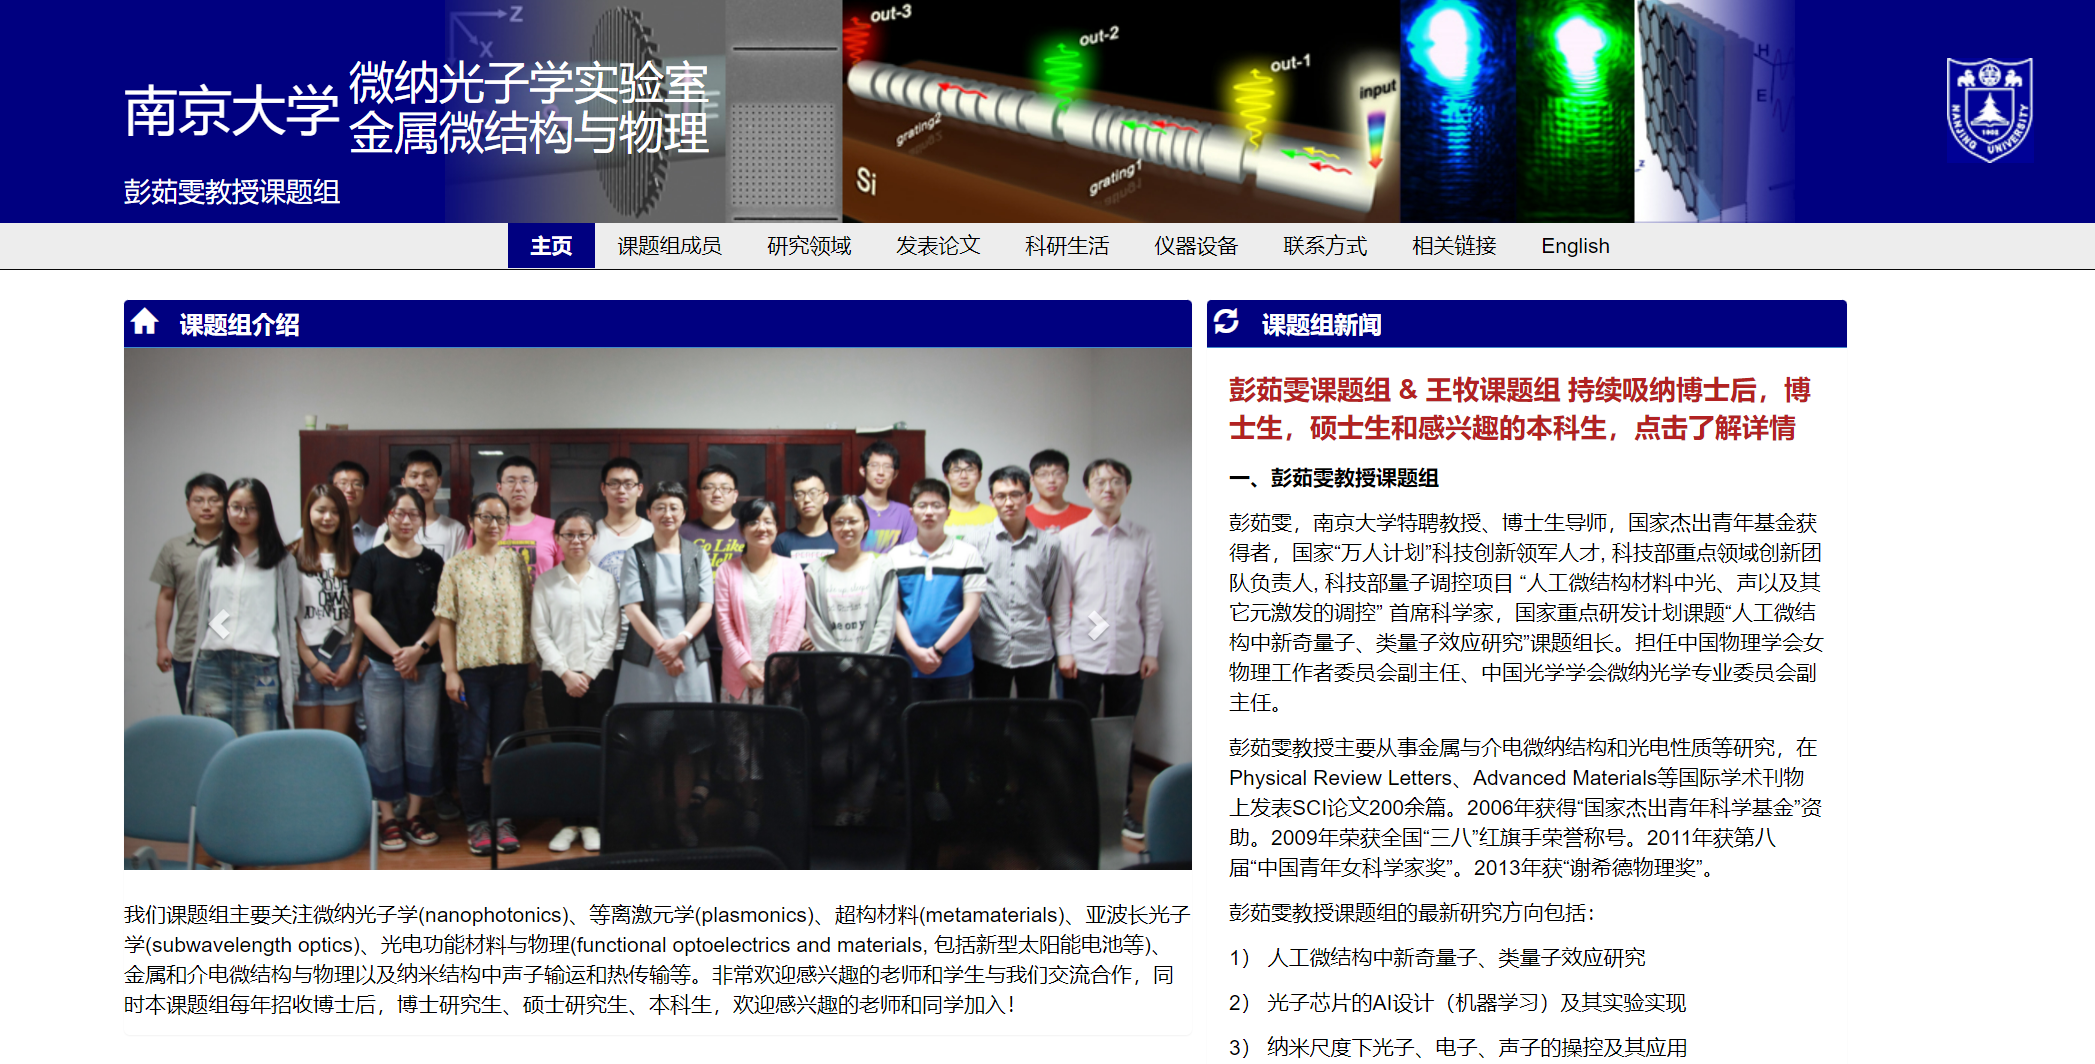 南京大学
微纳光子学实验室
金属微结构与物理
彭茹雯教授课题组
Z
X
out-3
out-2
out-1
input
grating2
grating1
Si
H
E
z
NANJING UNIVERSITY
1902
主页 课题组成员 研究领域 发表论文 科研生活 仪器设备 联系方式 相关链接 English
课题组介绍
Go Like
我们课题组主要关注微纳光子学(nanophotonics)、等离激元学(plasmonics)、超构材料(metamaterials)、亚波长光子
学(subwavelength optics)、光电功能材料与物理(functional optoelectrics and materials, 包括新型太阳能电池等)、
金属和介电微结构与物理以及纳米结构中声子输运和热传输等。非常欢迎感兴趣的老师和学生与我们交流合作，同
时本课题组每年招收博士后，博士研究生、硕士研究生、本科生，欢迎感兴趣的老师和同学加入！
课题组新闻
彭茹雯课题组 & 王牧课题组 持续吸纳博士后，博
士生，硕士生和感兴趣的本科生，点击了解详情
一、彭茹雯教授课题组
彭茹雯，南京大学特聘教授、博士生导师，国家杰出青年基金获
得者，国家“万人计划”科技创新领军人才, 科技部重点领域创新团
队负责人, 科技部量子调控项目 “人工微结构材料中光、声以及其
它元激发的调控” 首席科学家，国家重点研发计划课题“人工微结
构中新奇量子、类量子效应研究”课题组长。担任中国物理学会女
物理工作者委员会副主任、中国光学学会微纳光学专业委员会副
主任。
彭茹雯教授主要从事金属与介电微纳结构和光电性质等研究，在
Physical Review Letters、Advanced Materials等国际学术刊物
上发表SCI论文200余篇。2006年获得“国家杰出青年科学基金”资
助。2009年荣获全国“三八”红旗手荣誉称号。2011年获第八
届“中国青年女科学家奖”。2013年获“谢希德物理奖”。
彭茹雯教授课题组的最新研究方向包括：
1） 人工微结构中新奇量子、类量子效应研究
2） 光子芯片的AI设计（机器学习）及其实验实现
3） 纳米尺度下光子、电子、声子的操控及其应用